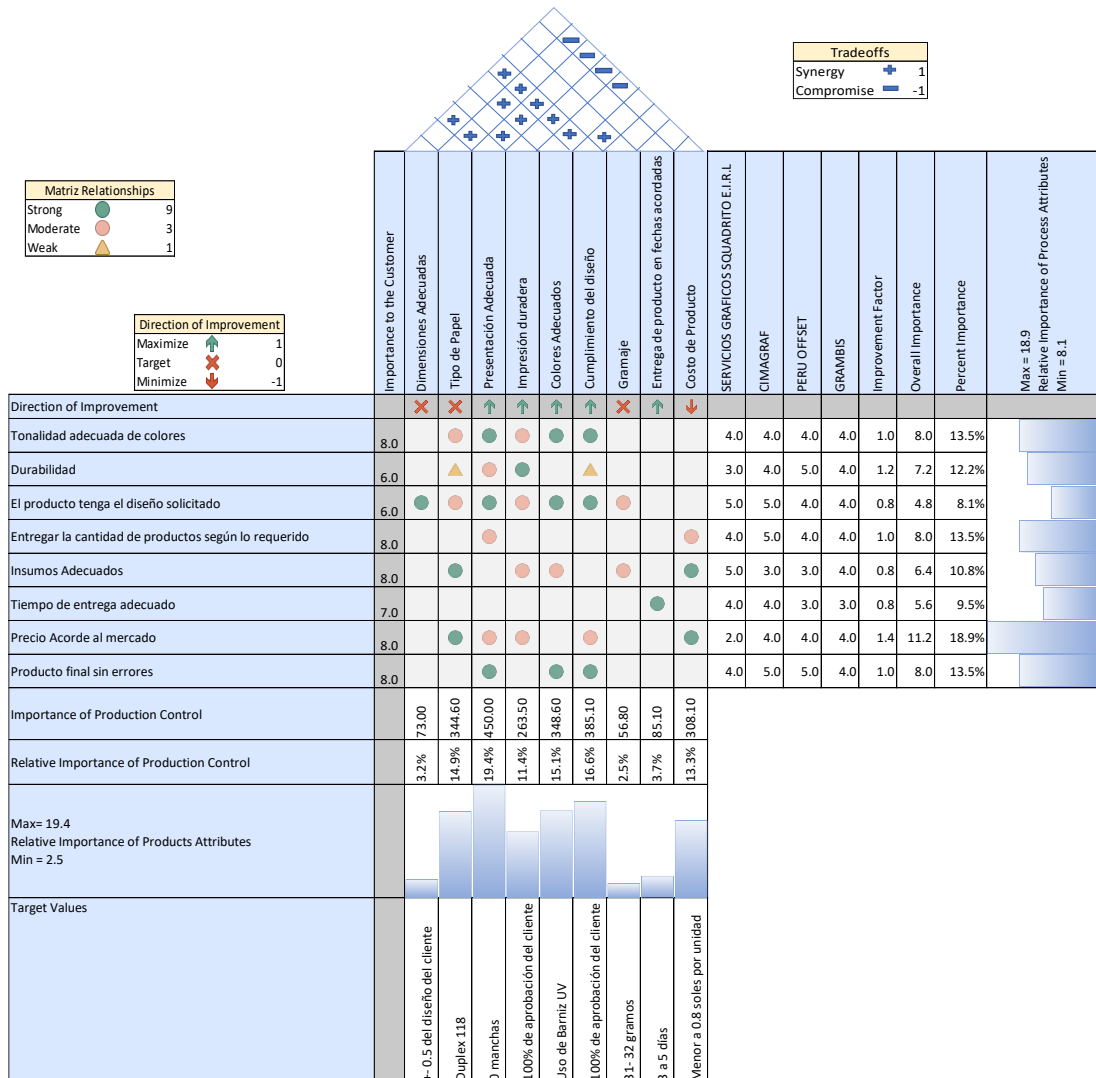 Tradeoffs
Synergy 1
Compromise -1
Matriz Relationships
Strong 9
Moderate 3
Weak 1
Direction of Improvement
Maximize 1
Target 0
Minimize -1
Importance to the Customer
Dimensiones Adecuadas
Tipo de Papel
Presentación Adecuada
Impresión duradera
Colores Adecuados
Cumplimiento del diseño
Gramaje
Entrega de producto en fechas acordadas
Costo de Producto
SERVICIOS GRAFICOS SQUADRITO E.I.R.L
CIMAGRAF
PERU OFFSET
GRAMBIS
Improvement Factor
Overall Importance
Percent Importance
Max = 18.9
Relative Importance of Process Attributes
Min = 8.1
Direction of Improvement
Tonalidad adecuada de colores 8.0 4.0 4.0 4.0 4.0 1.0 8.0 13.5%
Durabilidad 6.0 3.0 4.0 5.0 4.0 1.2 7.2 12.2%
El producto tenga el diseño solicitado 6.0 5.0 5.0 4.0 4.0 0.8 4.8 8.1%
Entregar la cantidad de productos según lo requerido 8.0 4.0 5.0 4.0 4.0 1.0 8.0 13.5%
Insumos Adecuados 8.0 5.0 3.0 3.0 4.0 0.8 6.4 10.8%
Tiempo de entrega adecuado 7.0 4.0 4.0 3.0 3.0 0.8 5.6 9.5%
Precio Acorde al mercado 8.0 2.0 4.0 4.0 4.0 1.4 11.2 18.9%
Producto final sin errores 8.0 4.0 5.0 5.0 4.0 1.0 8.0 13.5%
Importance of Production Control 73.00 344.60 450.00 263.50 348.60 385.10 56.80 85.10 308.10
Relative Importance of Production Control 3.2% 14.9% 19.4% 11.4% 15.1% 16.6% 2.5% 3.7% 13.3%
Max= 19.4
Relative Importance of Products Attributes
Min = 2.5
Target Values
- 0.5 del diseño del cliente
Duplex 118
0 manchas
100% de aprobación del cliente
Uso de Barniz UV
100% de aprobación del cliente
31- 32 gramos
3 a 5 días
Menor a 0.8 soles por unidad